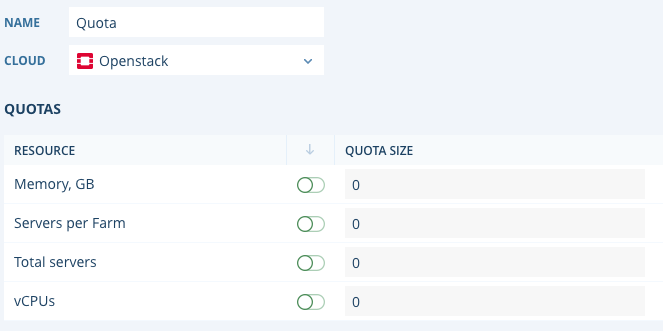 NAME Quota
CLOUD Openstack
QUOTAS
RESOURCE QUOTA SIZE
Memory, GB 0
Servers per Farm 0
Total servers 0
vCPUs 0